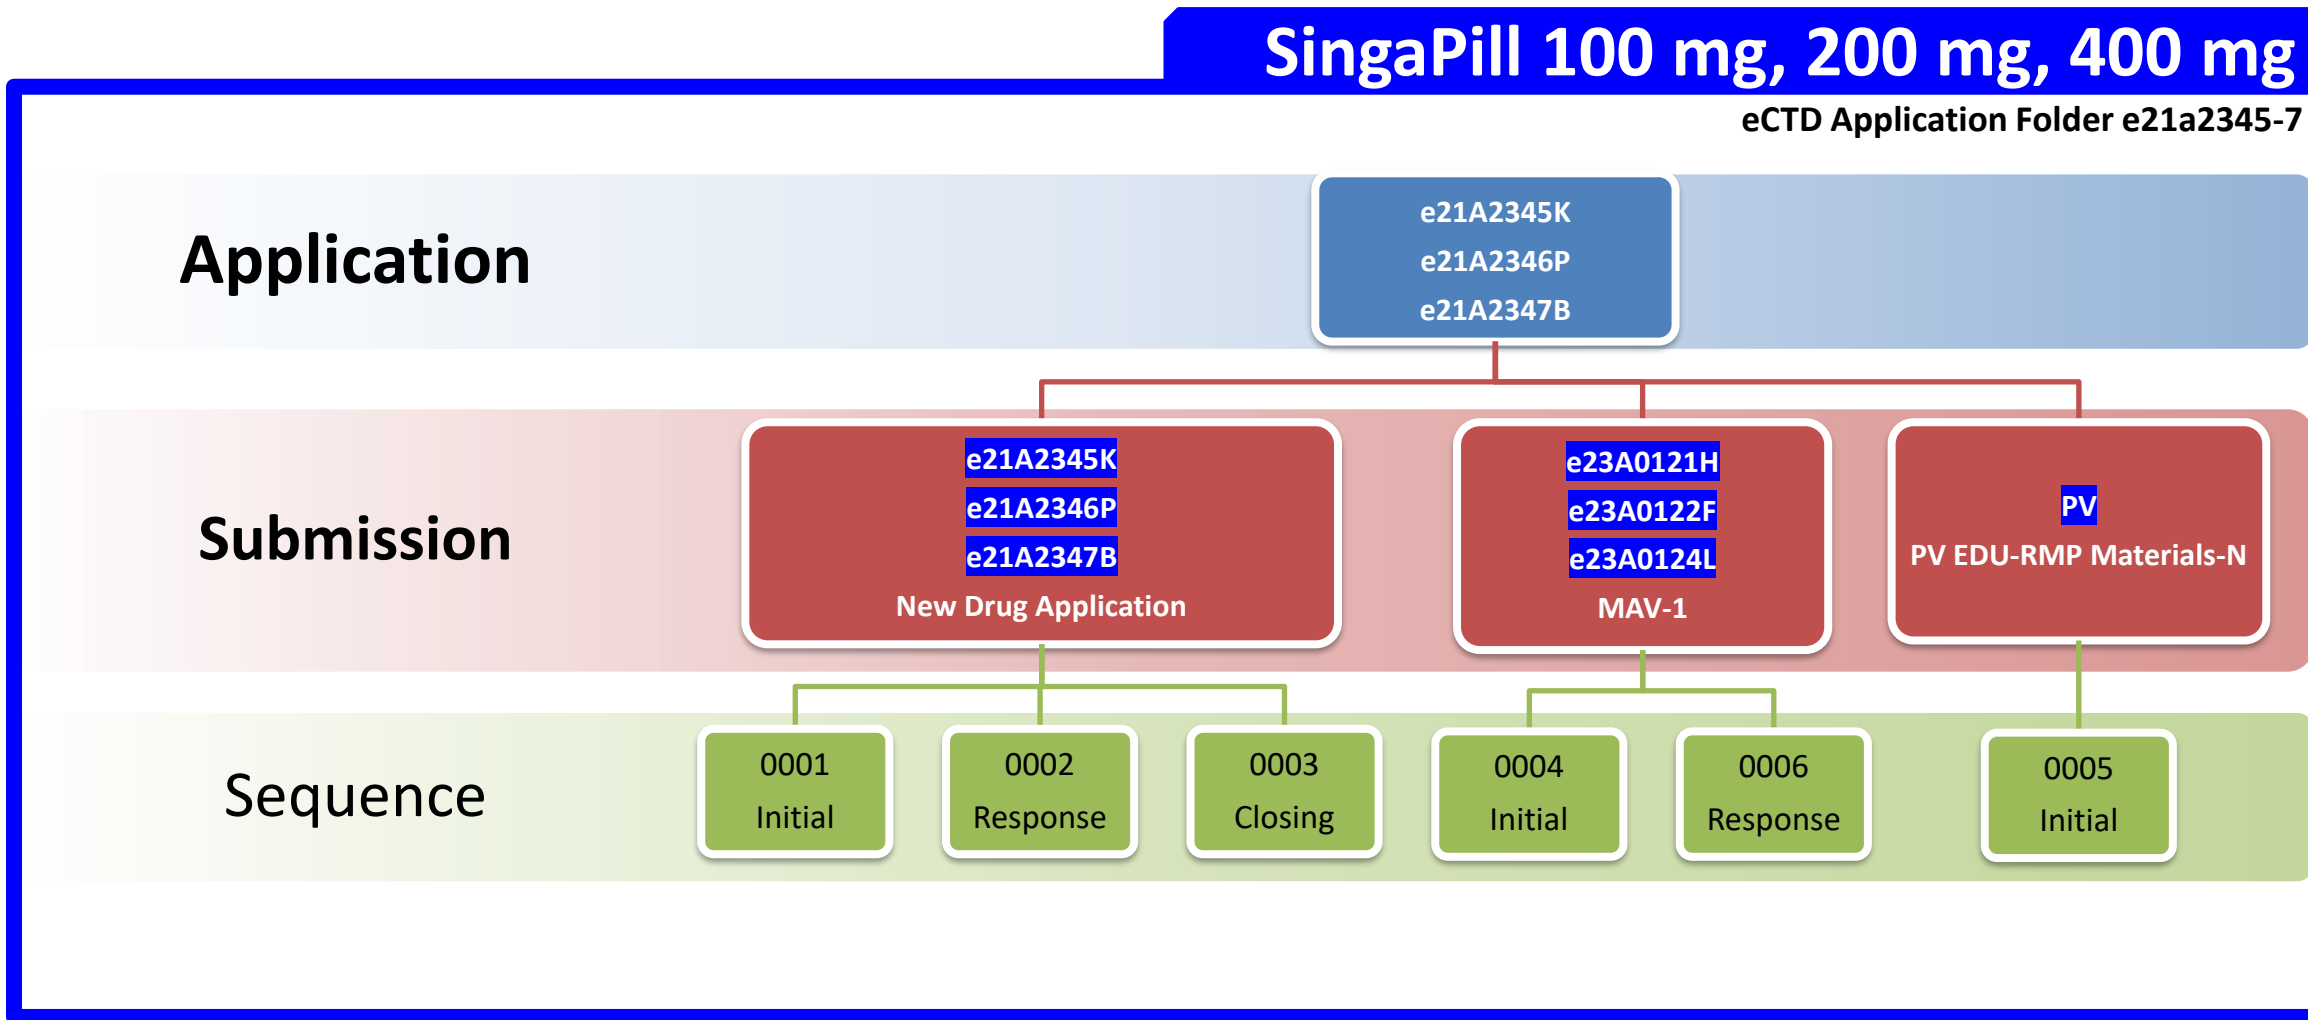 SingaPill 100 mg, 200 mg, 400 mg
eCTD Application Folder e21a2345-7
Application
e21A2345K
e21A2346P
e21A2347B
Submission
e21A2345K
e21A2346P
e21A2347B
New Drug Application
e23A0121H
e23A0122F
e23A0124L
MAV-1
PV
PV EDU-RMP Materials-N
Sequence
0001
Initial
0002
Response
0003
Closing
0004
Initial
0006
Response
0005
Initial